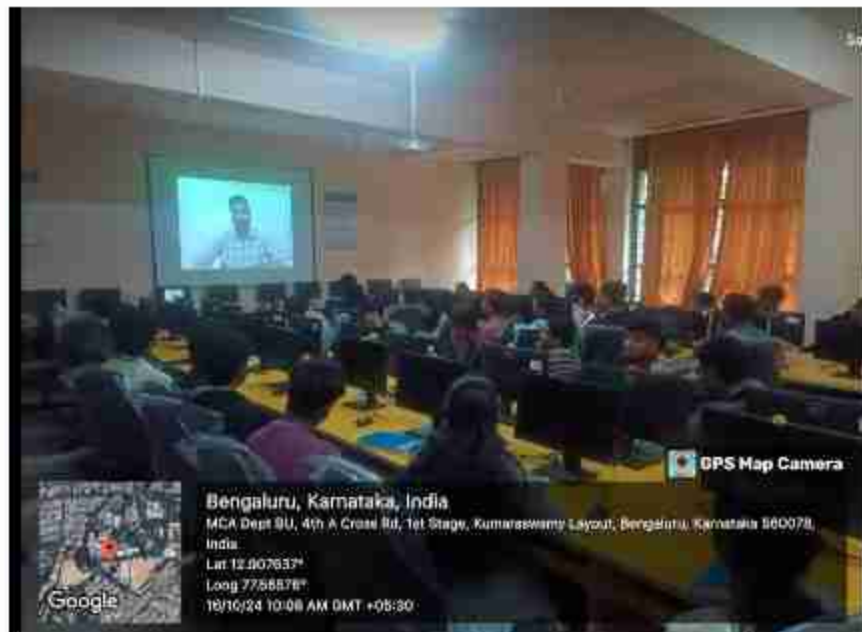 GPS Map Camera
Bengaluru, Karnataka, India
MCA Dept BU, 4th A Cross Rd, 1st Stage, Kumaraswamy Layout, Bengaluru, Karnataka 560078,
India
Lat 12.907637°
Long 77.56576°
16/10/24 10:08 AM GMT +05:30
Google